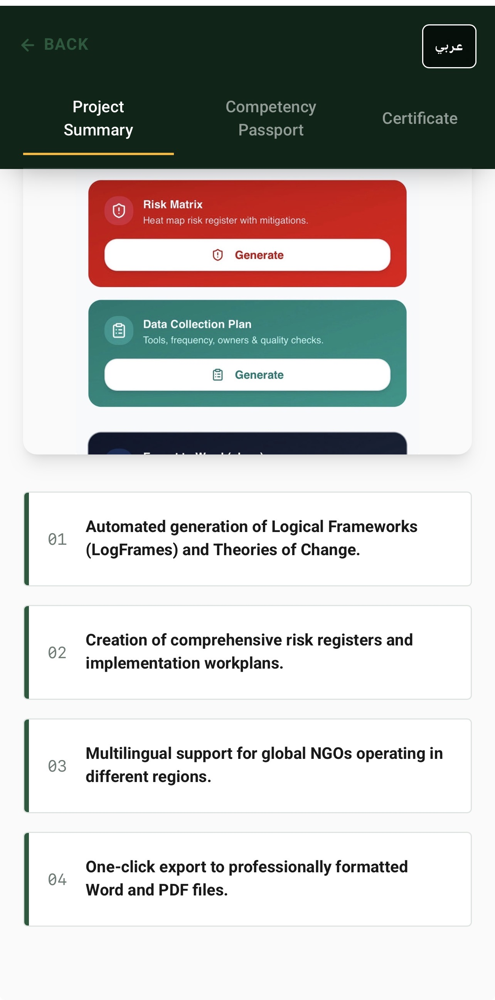 BACK
عربي
Project
Summary
Competency
Passport
Certificate
Risk Matrix
Heat map risk register with mitigations.
Generate
Data Collection Plan
Tools, frequency, owners & quality checks.
Generate
01
Automated generation of Logical Frameworks
(LogFrames) and Theories of Change.
02
Creation of comprehensive risk registers and
implementation workplans.
03
Multilingual support for global NGOs operating in
different regions.
04
One-click export to professionally formatted
Word and PDF files.